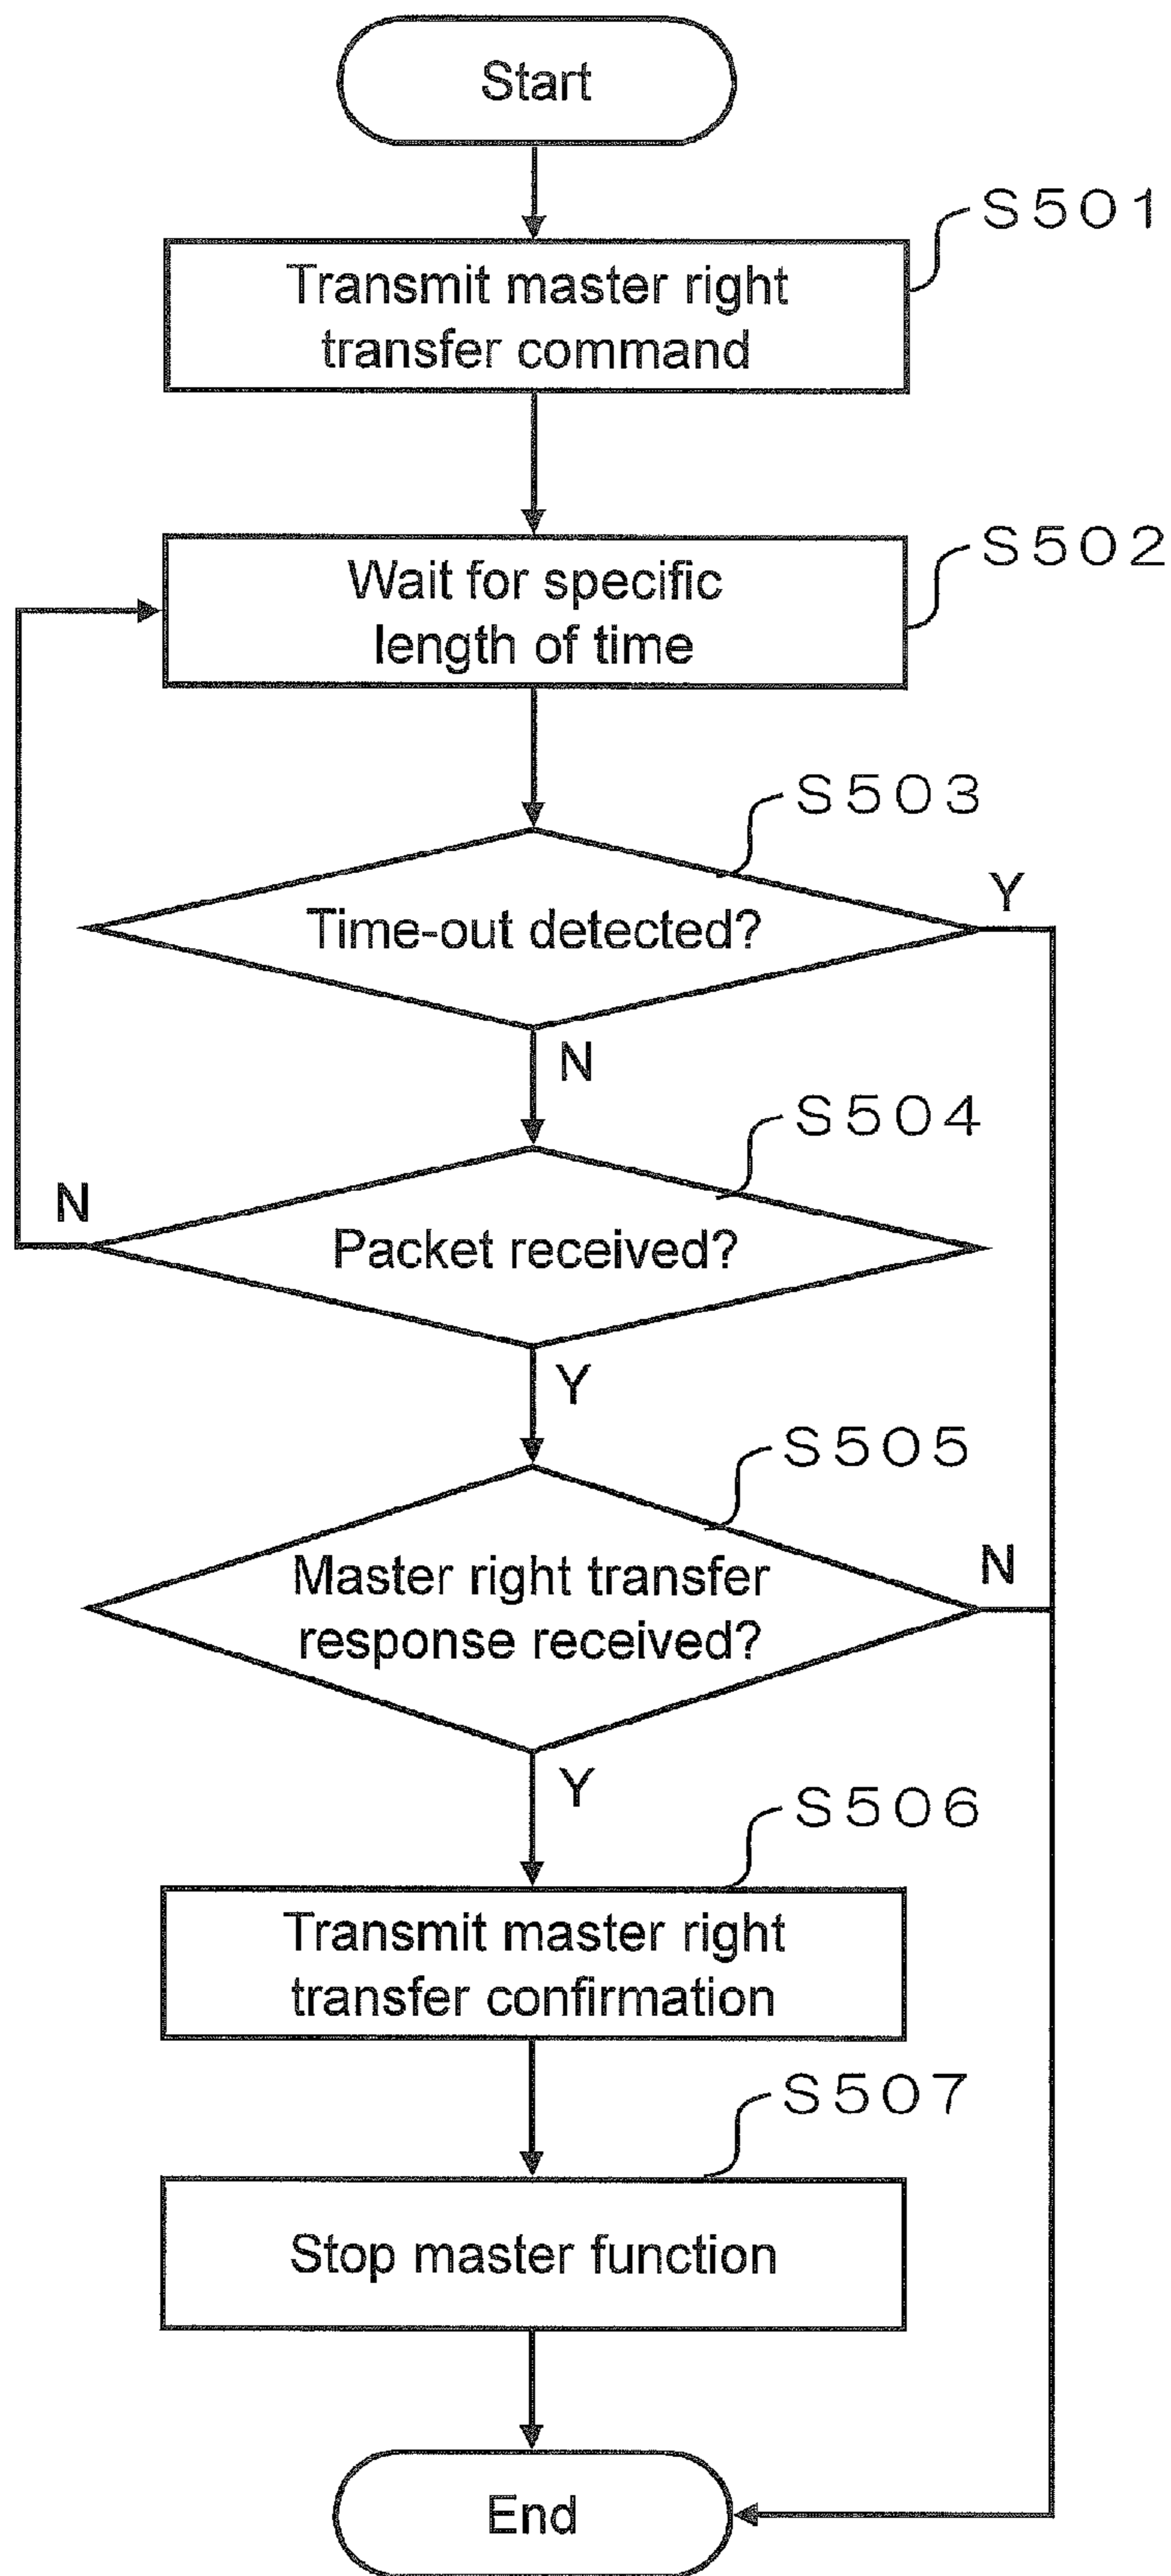 Start
S501
Transmit master right
transfer command
S502
Wait for specific
length of time
S503
Y
Time-out detected?
N
S504
N
Packet received?
Y
S505
Master right transfer
response received?
N
Y
S506
Transmit master right
transfer confirmation
S507
Stop master function
End